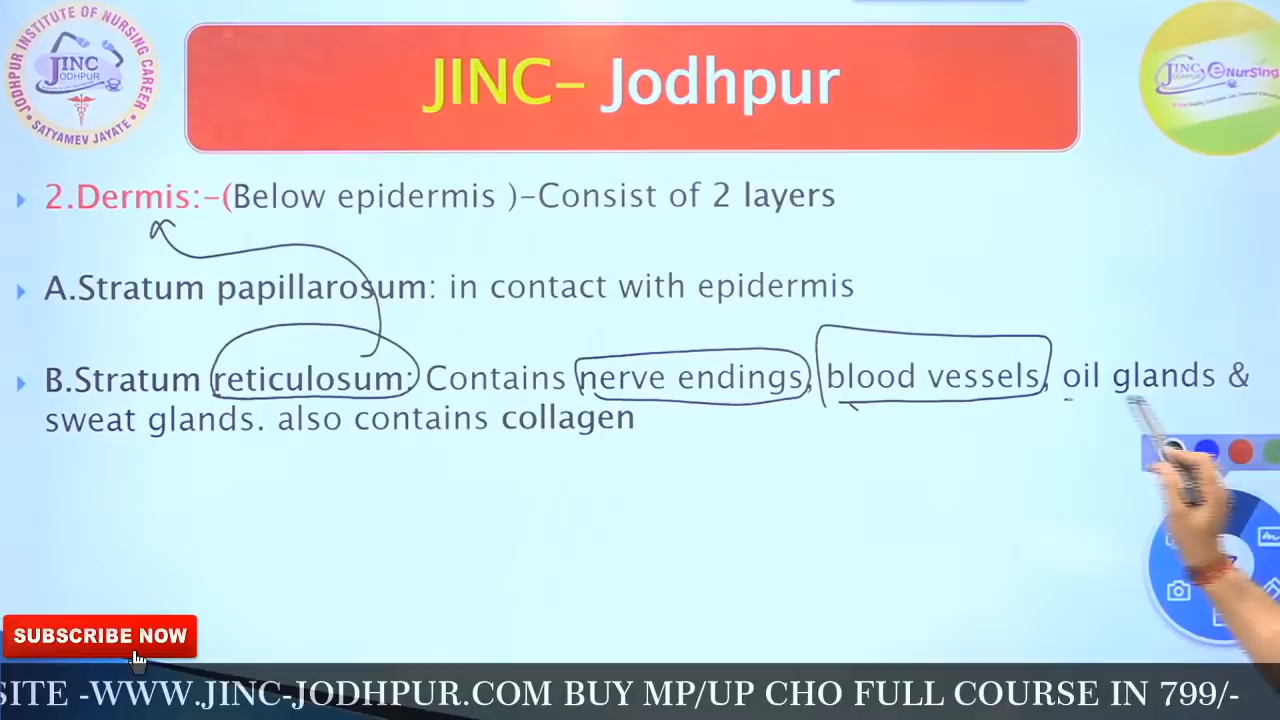 JODHPUR INSTITUTE OF NURSING CAREER
JINC
JODHPUR
SATYAMEV JAYATE
JINC- Jodhpur
JINC
JODHPUR
eNursing
2.Dermis:-(Below epidermis )-Consist of 2 layers
A.Stratum papillarosum: in contact with epidermis
B.Stratum reticulosum: Contains nerve endings, blood vessels, oil glands &
sweat glands. also contains collagen
SUBSCRIBE NOW
SITE -WWW.JINC-JODHPUR.COM BUY MP/UP CHO FULL COURSE IN 799/-